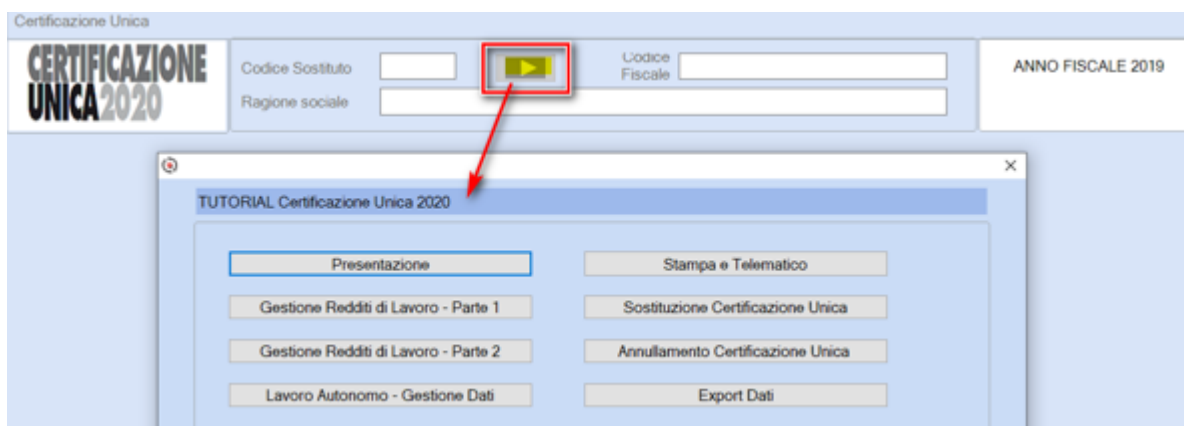 Certificazione Unica
CERTIFICAZIONE
UNICA2020
Codice Sostituto
Codice
Fiscale
ANNO FISCALE 2019
Ragione sociale
TUTORIAL Certificazione Unica 2020
Presentazione
Stampa e Telematico
Gestione Redditi di Lavoro - Parte 1
Sostituzione Certificazione Unica
Gestione Redditi di Lavoro - Parte 2
Annullamento Certificazione Unica
Lavoro Autonomo - Gestione Dati
Export Dati